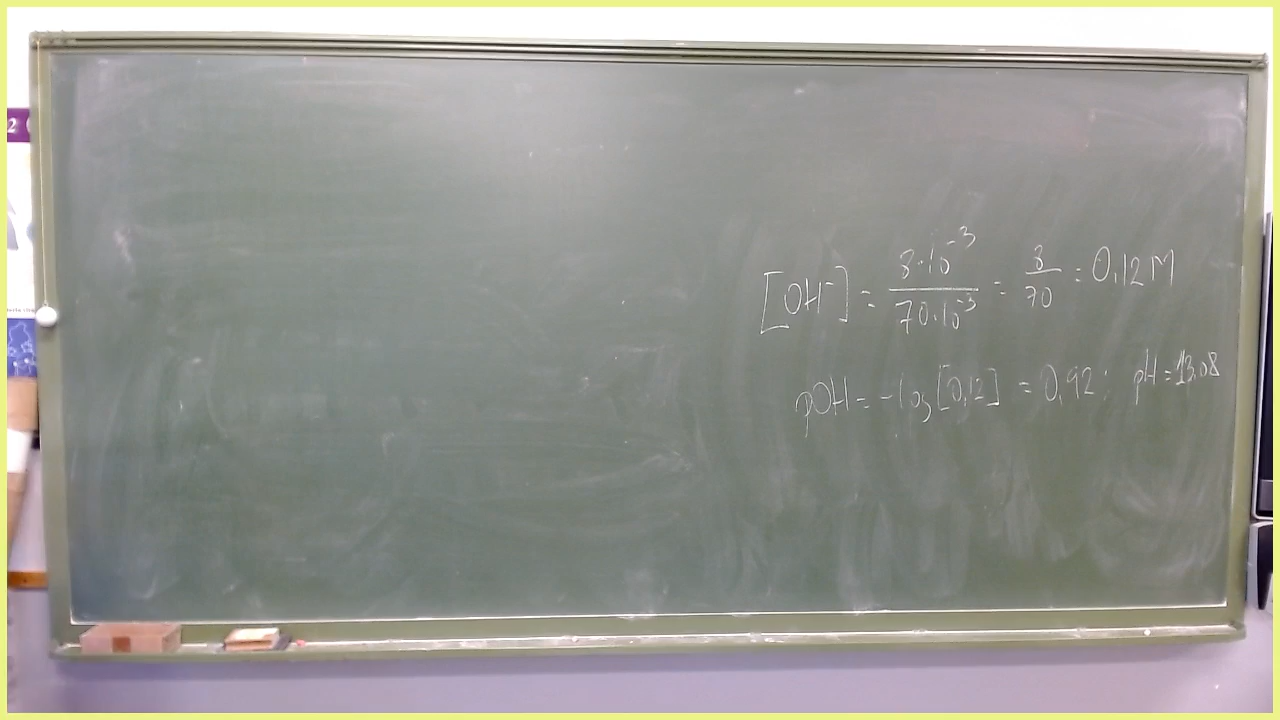 [OH⁻] = 8·10⁻³ / 70·10⁻³ = 8/70 = 0,12 M
pOH = -log[0,12] = 0,92; pH = 13.08
2